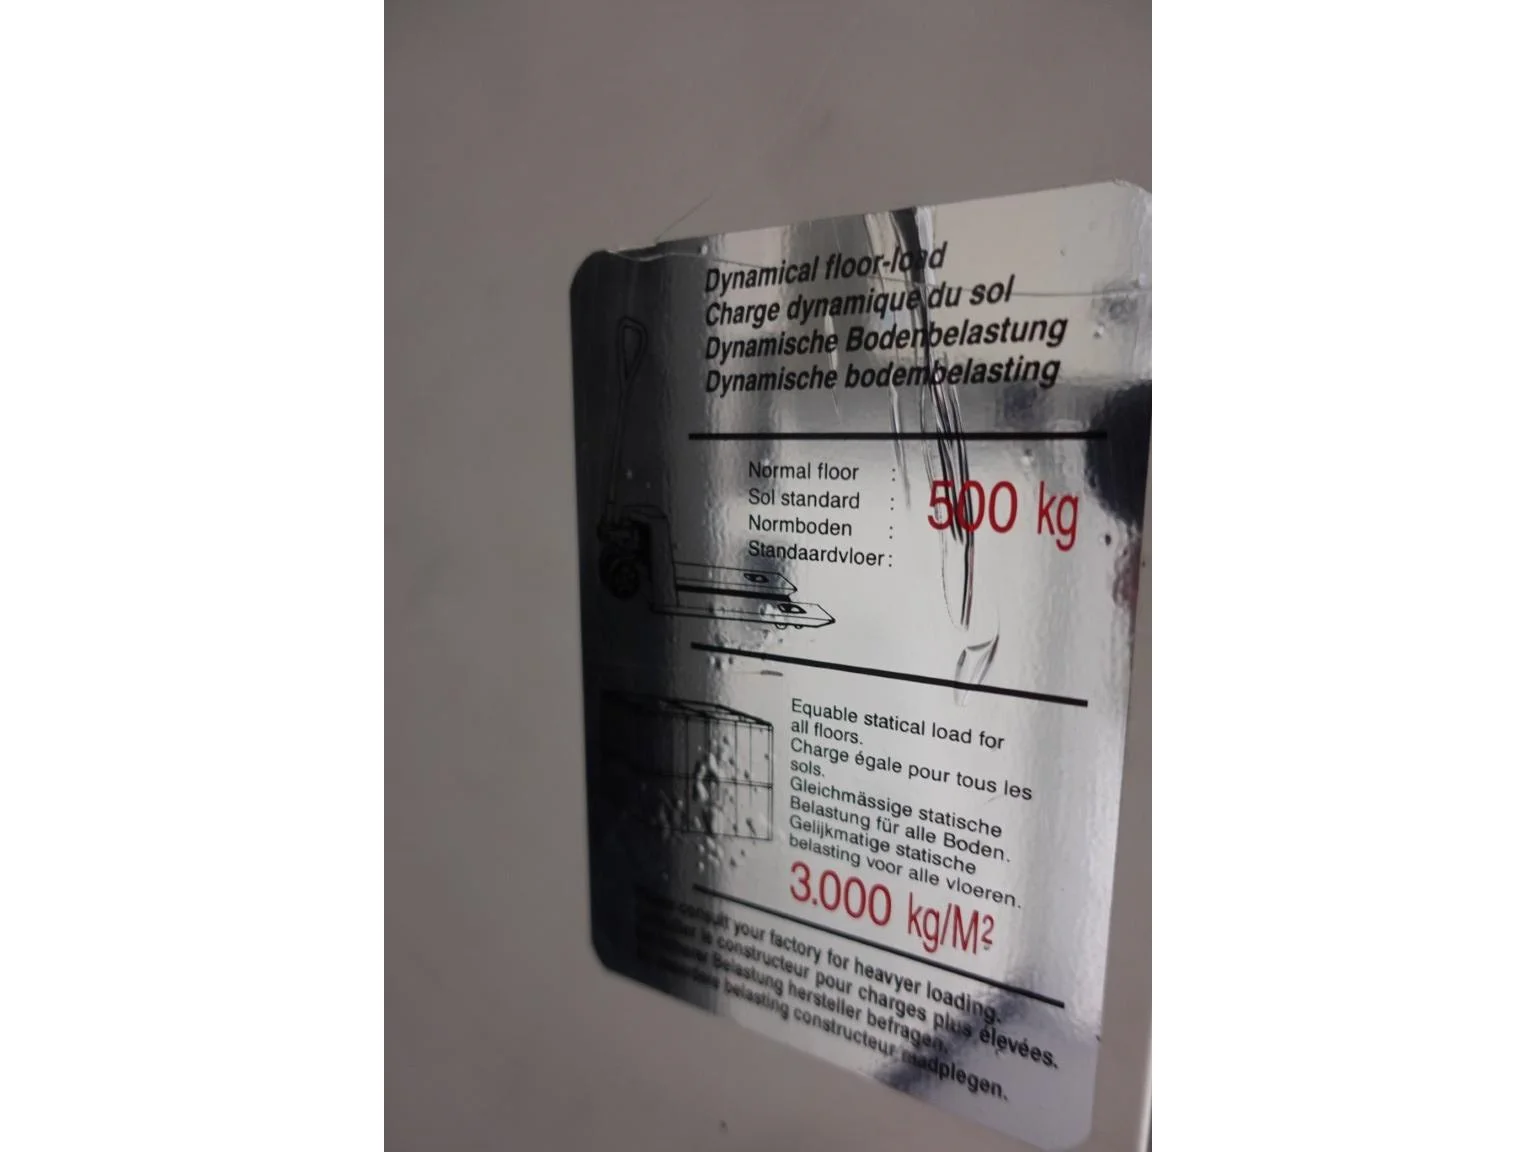 Dynamical floor-load
Charge dynamique du sol
Dynamische Bodenbelastung
Dynamische bodembelasting
Normal floor :
Sol standard :
Normboden :
Standaardvloer :
500 kg
Equable statical load for
all floors.
Charge égale pour tous les
sols.
Gleichmässige statische
Belastung für alle Boden.
Gelijkmatige statische
belasting voor alle vloeren.
3.000 kg/M²
consult your factory for heavyer loading.
le constructeur pour charges plus élevées.
Belastung hersteller befragen.
belasting constructeur raadplegen.